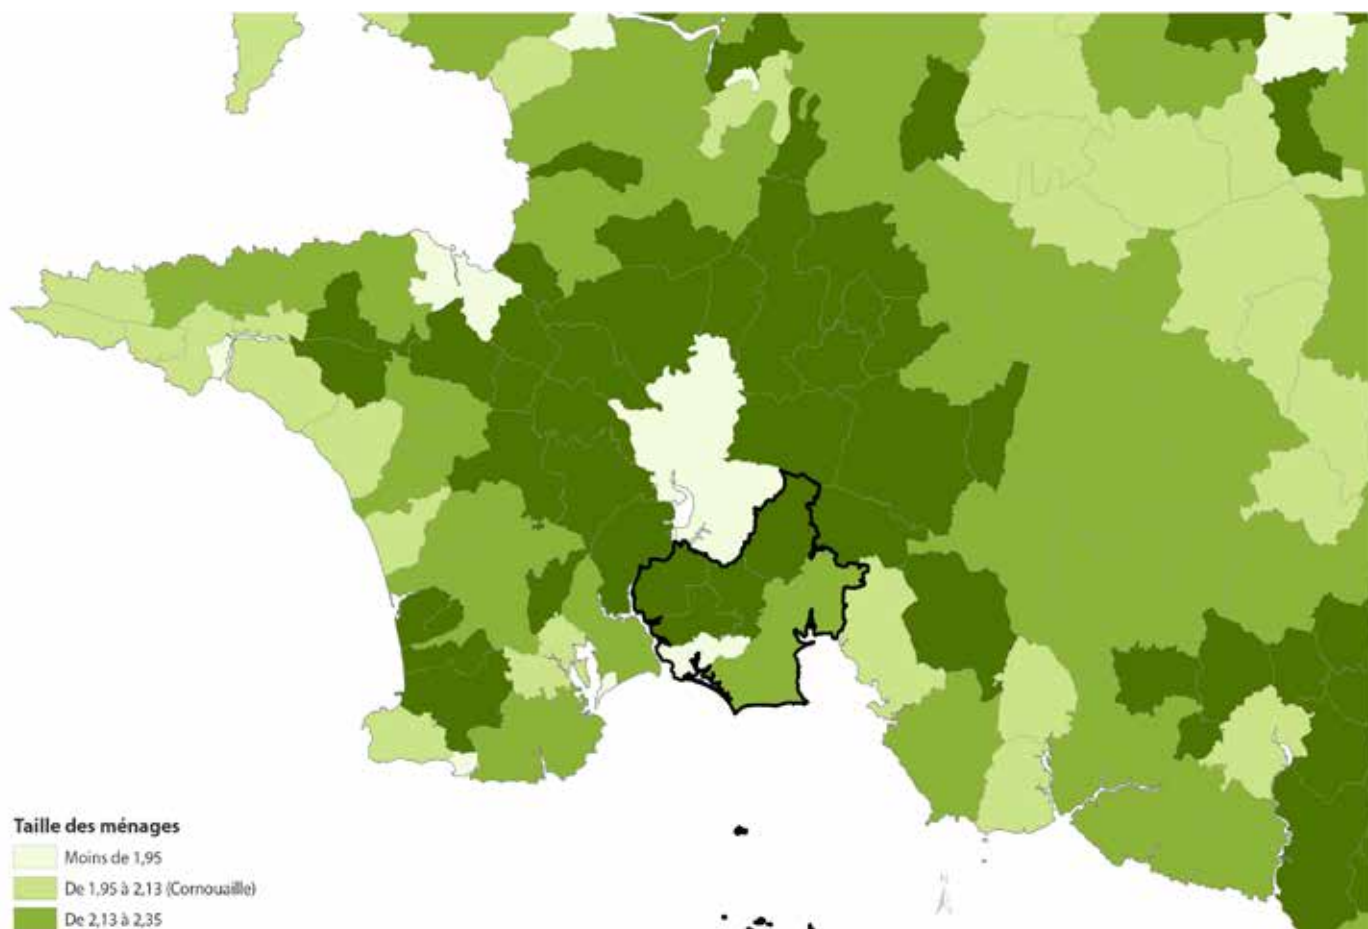 Taille des ménages
Moins de 1,95
De 1,95 à 2,13 (Cornouaille)
De 2,13 à 2,35
N